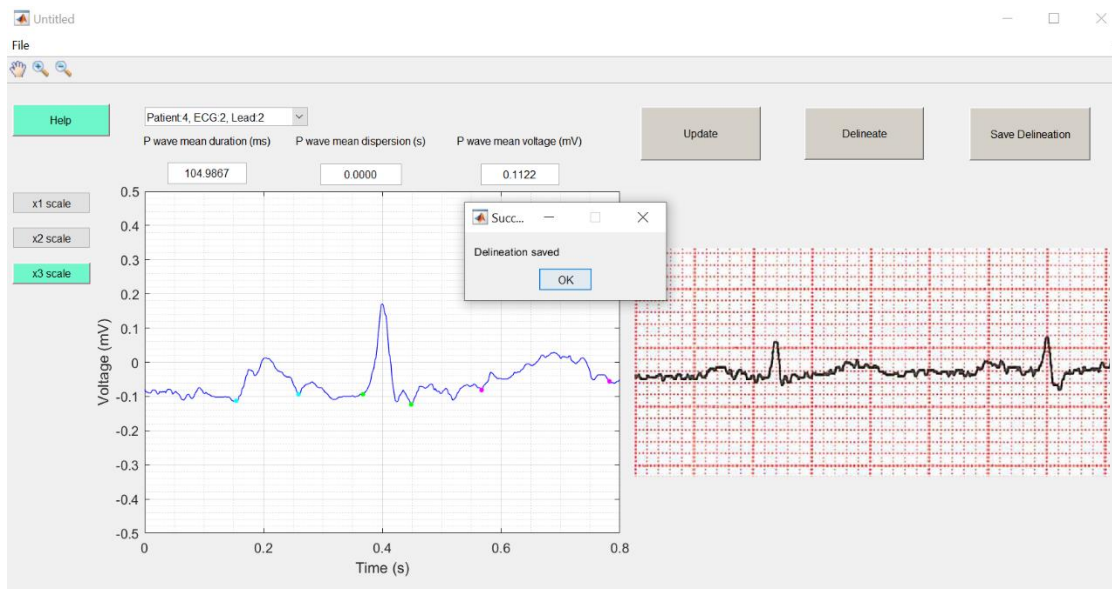 Untitled
File
Help
Patient:4, ECG:2, Lead:2
P wave mean duration (ms) P wave mean dispersion (s) P wave mean voltage (mV)
104.9867 0.0000 0.1122
Update Delineate Save Delineation
x1 scale
x2 scale
x3 scale
Succ...
Delineation saved
OK
0.5
0.4
0.3
0.2
0.1
0
-0.1
-0.2
-0.3
-0.4
-0.5
Voltage (mV)
0 0.2 0.4 0.6 0.8
Time (s)